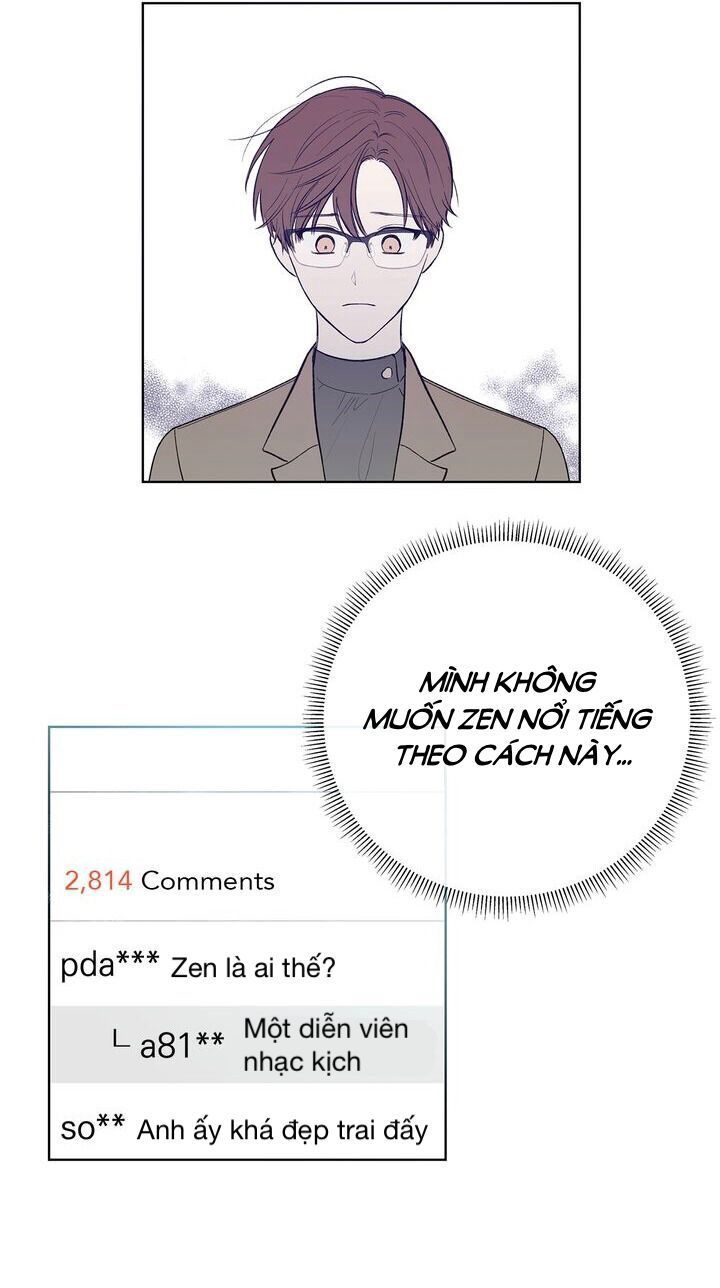 MÌNH KHÔNG
MUỐN ZEN NỔI TIẾNG
THEO CÁCH NÀY...
2,814 Comments
pda*** Zen là ai thế?
└ a81** Một diễn viên
nhạc kịch
so** Anh ấy khá đẹp trai đấy